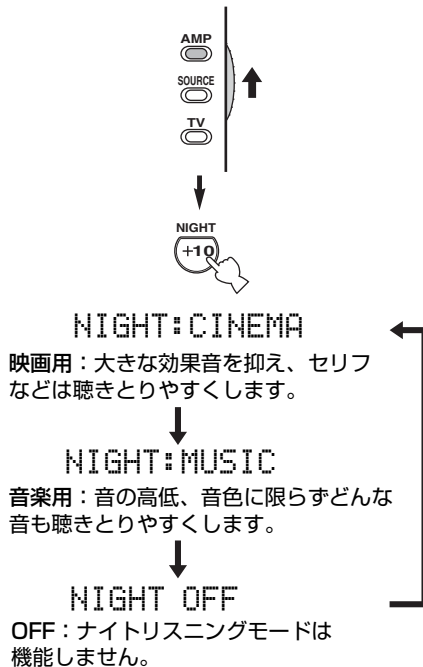 AMP
SOURCE
TV
NIGHT
+10
NIGHT:CINEMA
映画用：大きな効果音を抑え、セリフ
などは聴きとりやすくします。
NIGHT:MUSIC
音楽用：音の高低、音色に限らずどんな
音も聴きとりやすくします。
NIGHT OFF
OFF：ナイトリスニングモードは
機能しません。